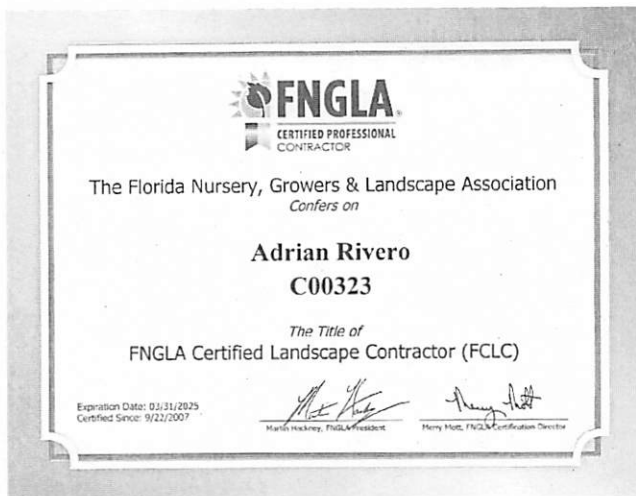 FNGLA
CERTIFIED PROFESSIONAL
CONTRACTOR
The Florida Nursery, Growers & Landscape Association
Confers on
Adrian Rivero
C00323
The Title of
FNGLA Certified Landscape Contractor (FCLC)
Expiration Date: 03/31/2025
Certified Since: 9/22/2007
Martin Hackney, FNGLA President
Merry Mott, FNGLA Certification Director